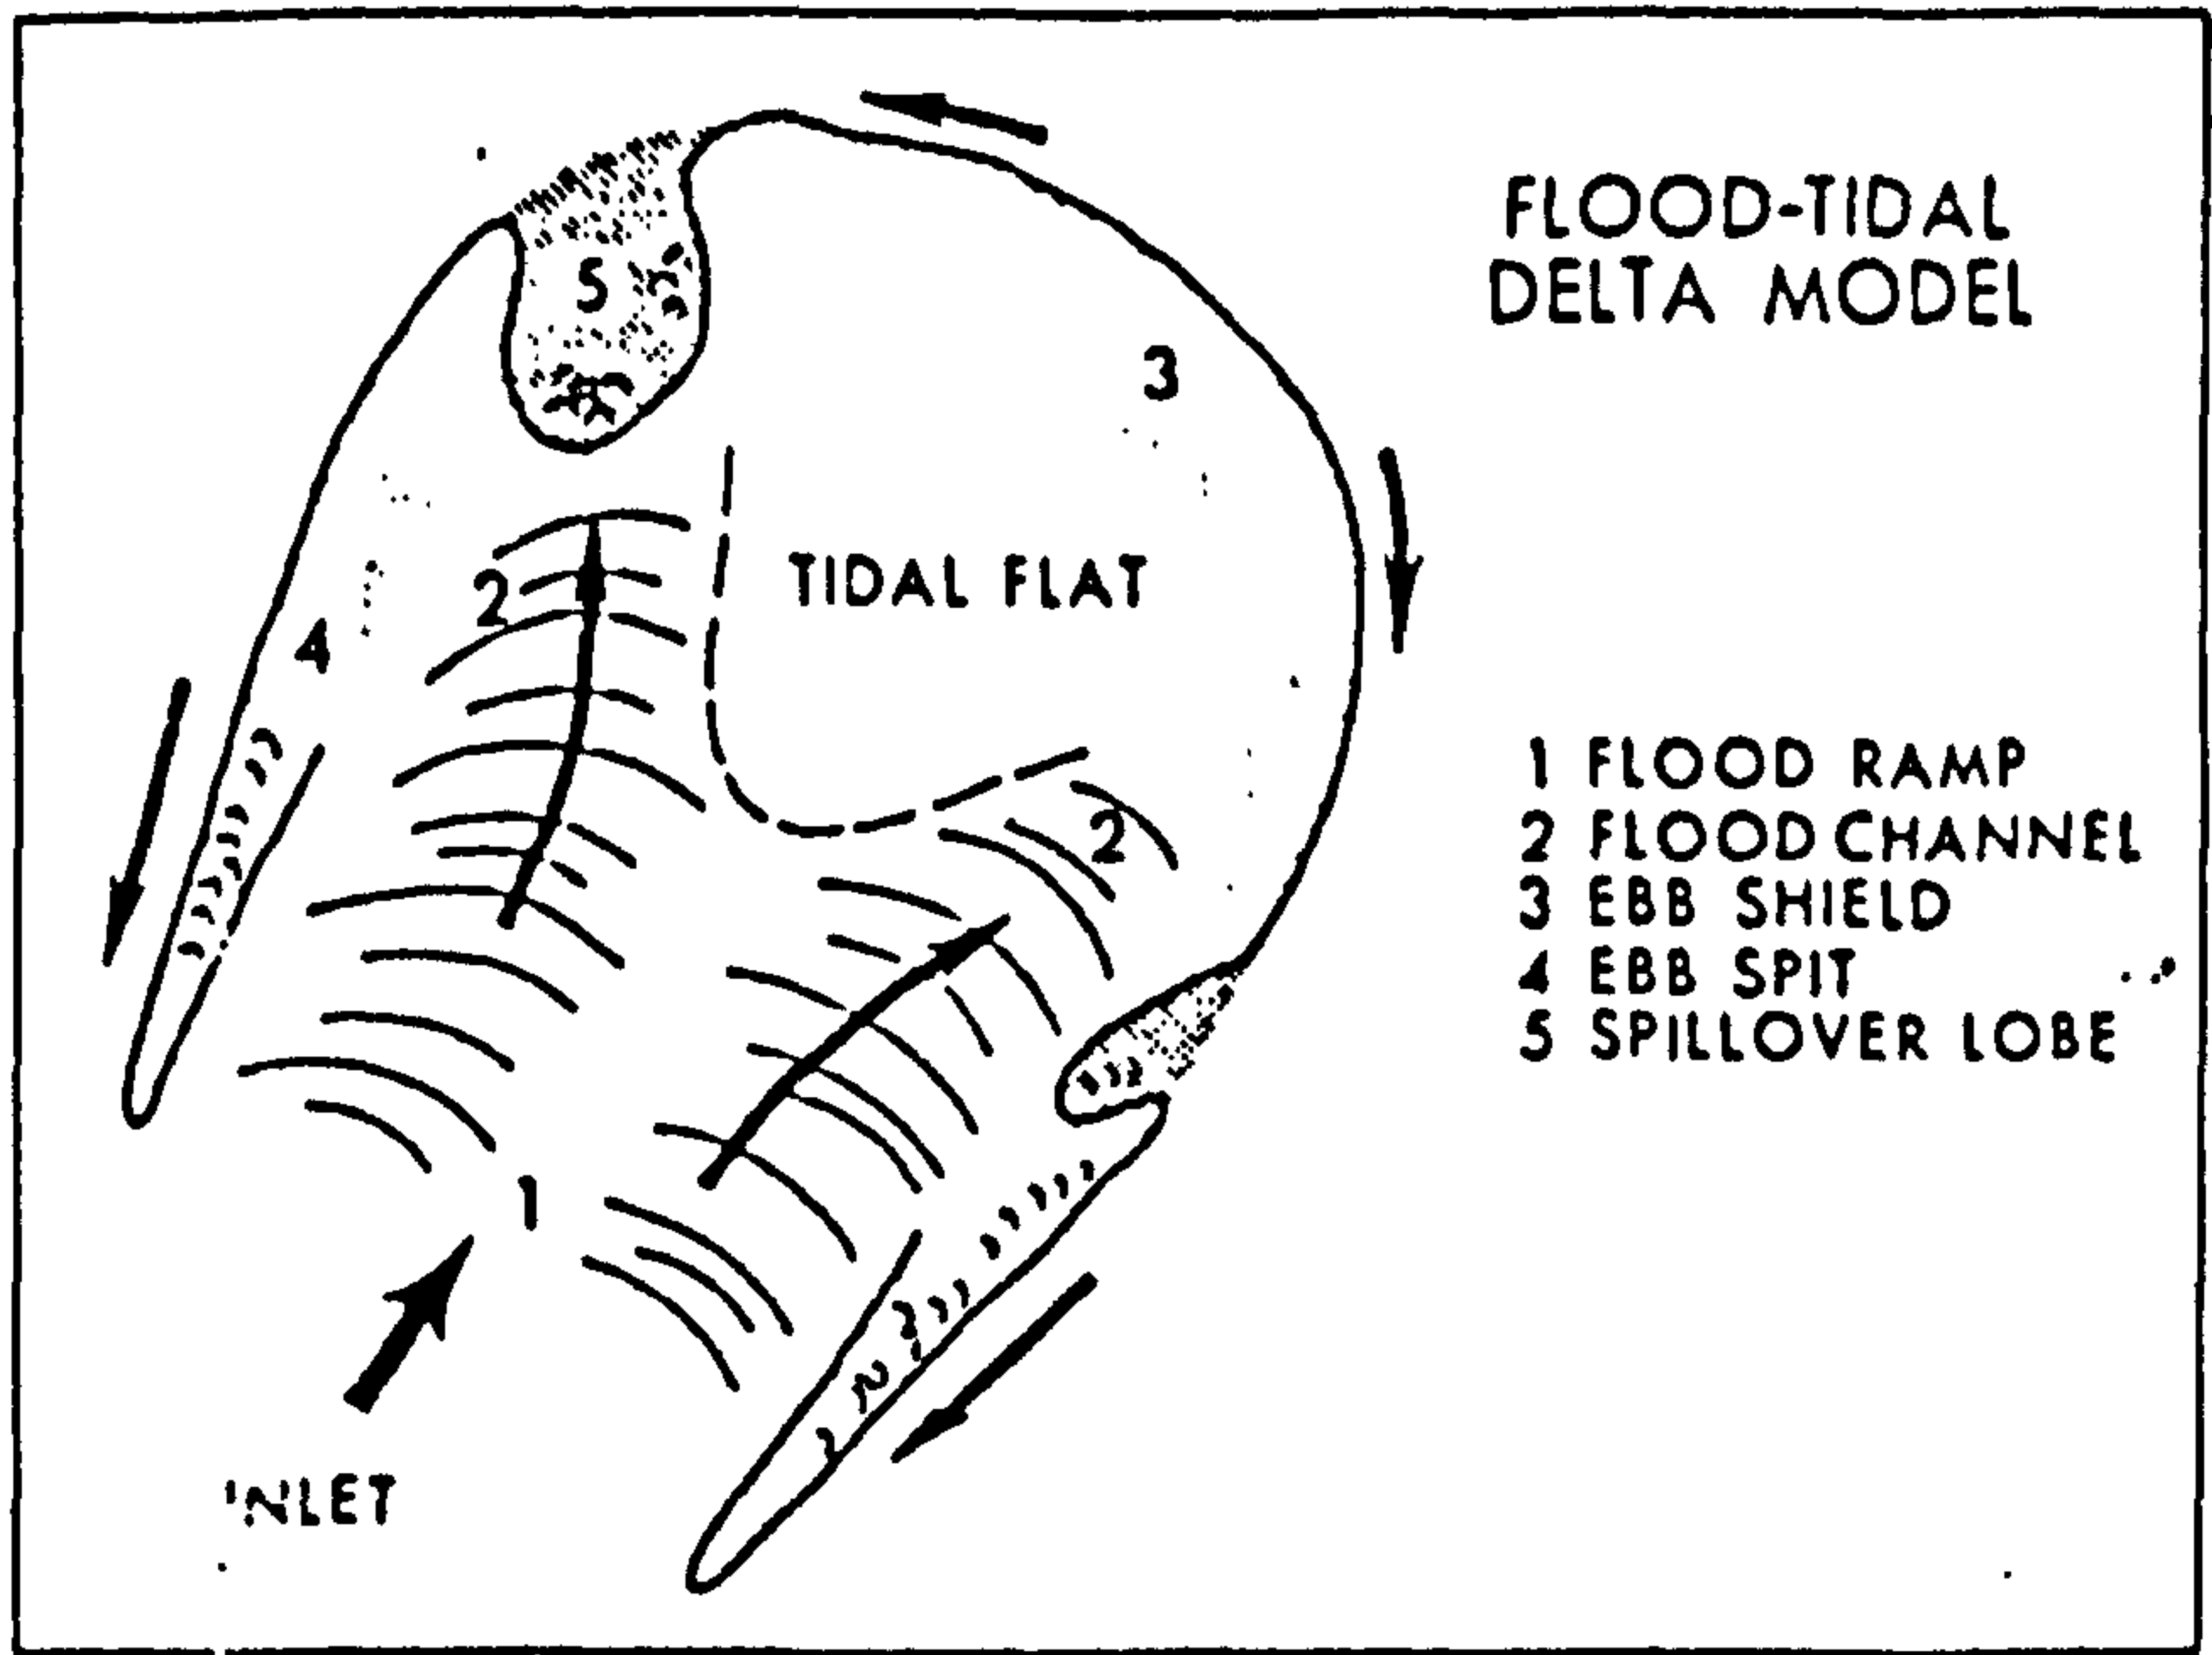 FLOOD-TIDAL
DELTA MODEL
5
3
2
TIDAL FLAT
4
2
1
INLET
1 FLOOD RAMP
2 FLOOD CHANNEL
3 EBB SHIELD
4 EBB SPIT
5 SPILLOVER LOBE